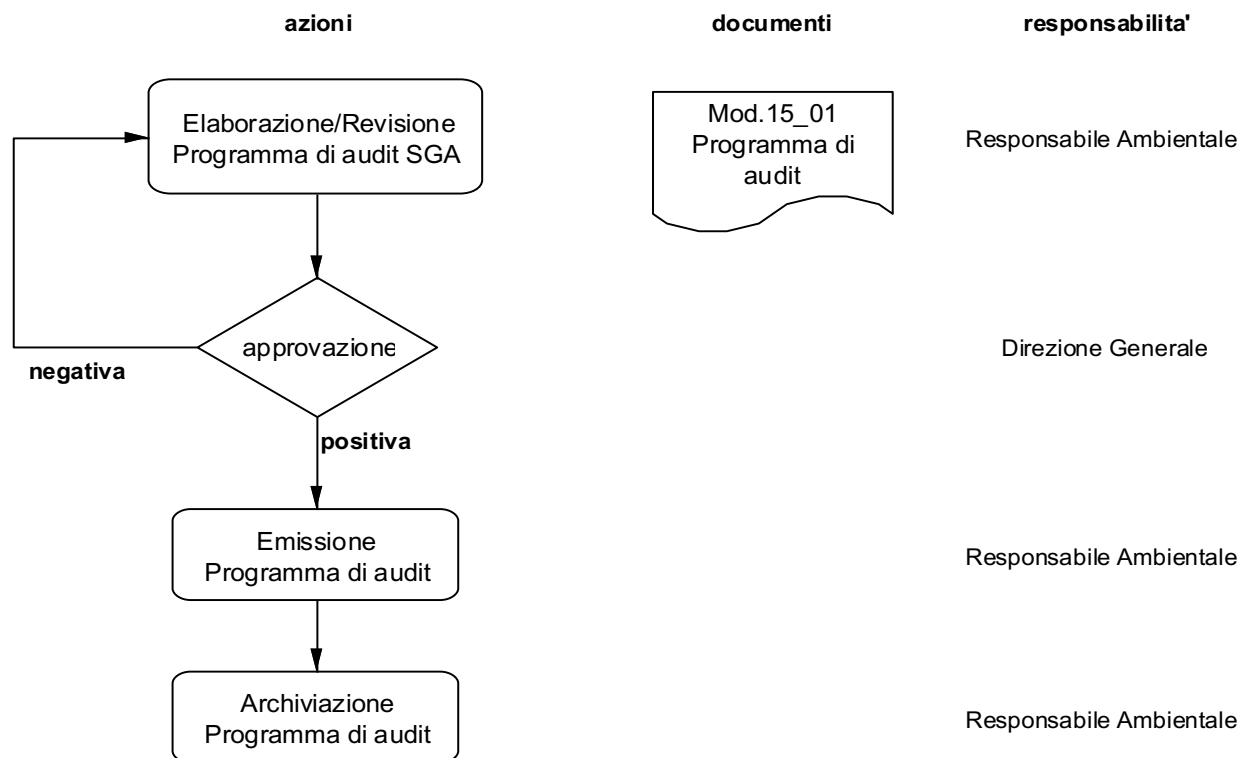 azioni documenti responsabilita'
Elaborazione/Revisione
Programma di audit SGA
Mod.15_01
Programma di
audit
Responsabile Ambientale
approvazione
Direzione Generale
negativa
positiva
Emissione
Programma di audit
Responsabile Ambientale
Archiviazione
Programma di audit
Responsabile Ambientale